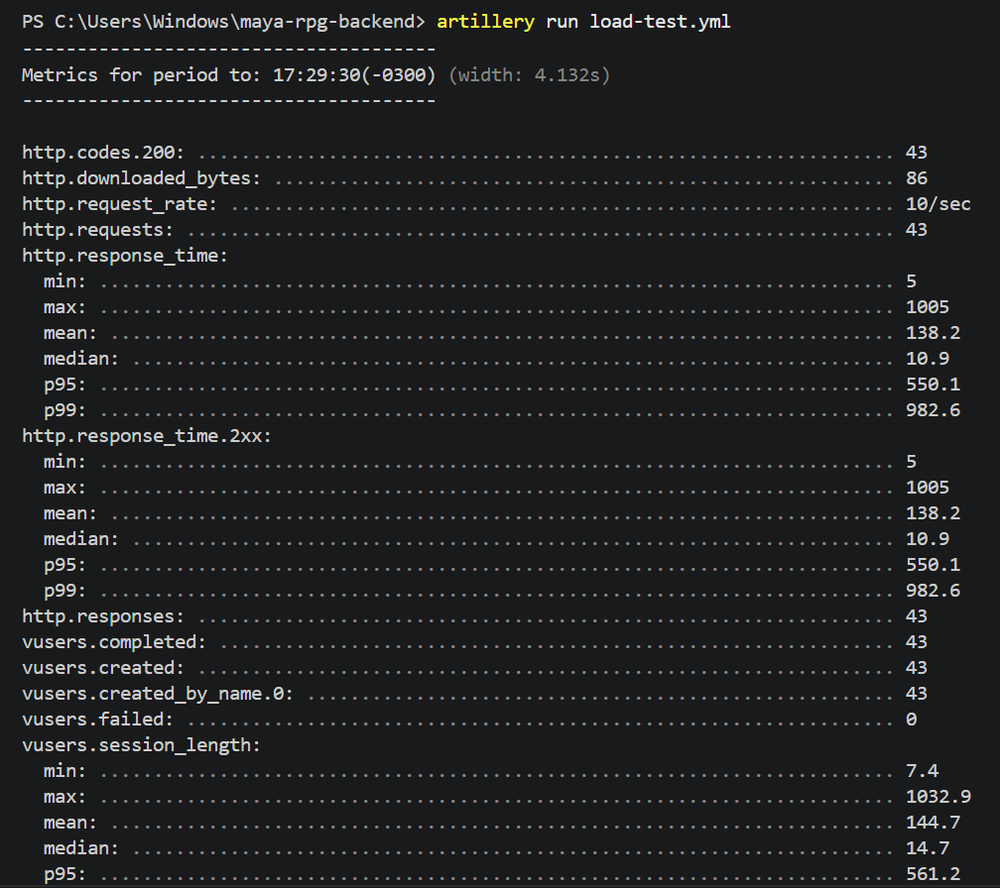 PS C:\Users\Windows\maya-rpg-backend> artillery run load-test.yml
--------------------------------------
Metrics for period to: 17:29:30(-0300) (width: 4.132s)
--------------------------------------
http.codes.200: ................................................................ 43
http.downloaded_bytes: ......................................................... 86
http.request_rate: ............................................................. 10/sec
http.requests: ................................................................. 43
http.response_time:
  min: ......................................................................... 5
  max: ......................................................................... 1005
  mean: ........................................................................ 138.2
  median: ...................................................................... 10.9
  p95: ......................................................................... 550.1
  p99: ......................................................................... 982.6
http.response_time.2xx:
  min: ......................................................................... 5
  max: ......................................................................... 1005
  mean: ........................................................................ 138.2
  median: ...................................................................... 10.9
  p95: ......................................................................... 550.1
  p99: ......................................................................... 982.6
http.responses: ................................................................ 43
vusers.completed: .............................................................. 43
vusers.created: ................................................................ 43
vusers.created_by_name.0: ...................................................... 43
vusers.failed: ................................................................. 0
vusers.session_length:
  min: ......................................................................... 7.4
  max: ......................................................................... 1032.9
  mean: ........................................................................ 144.7
  median: ...................................................................... 14.7
  p95: ......................................................................... 561.2